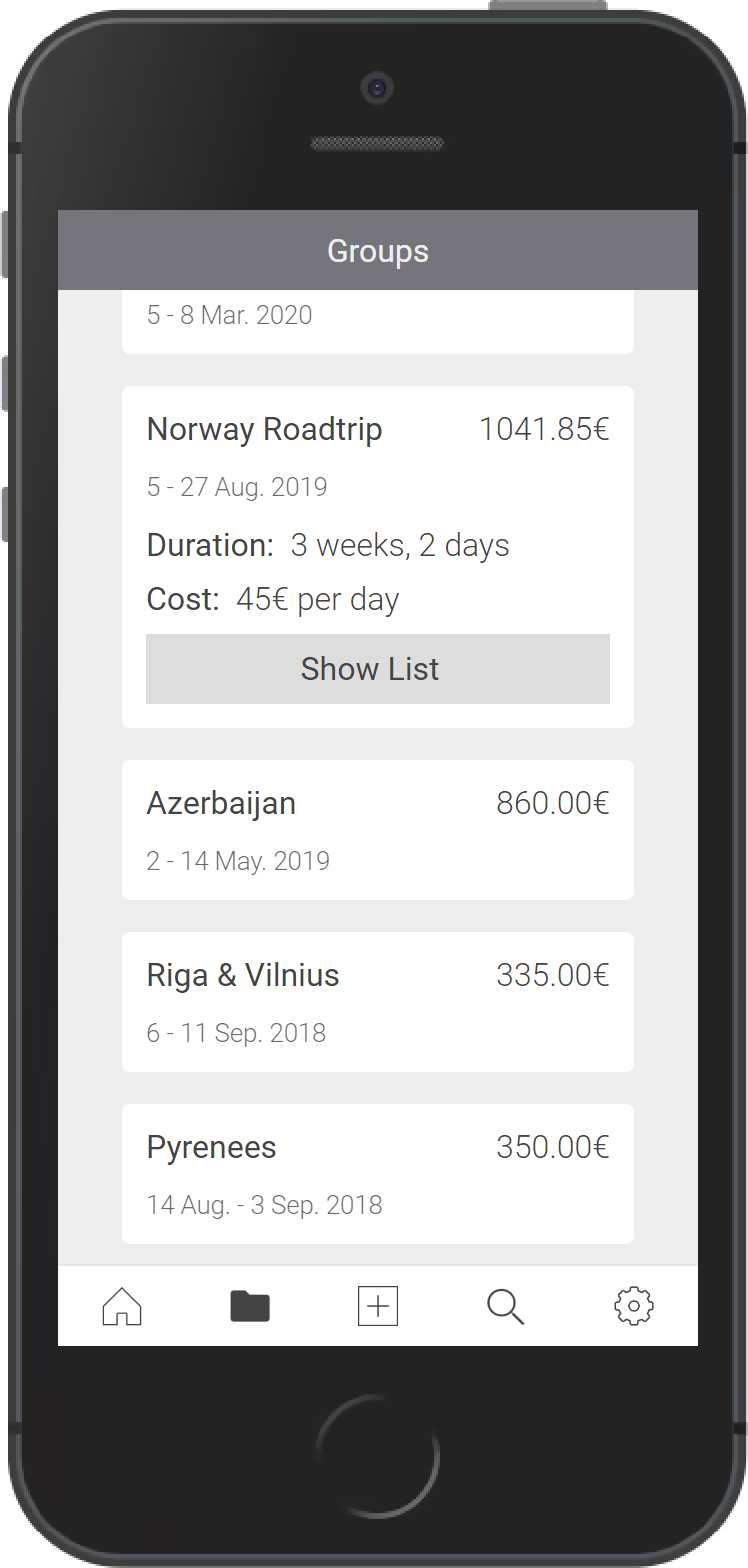 Groups
5 - 8 Mar. 2020
Norway Roadtrip 1041.85€
5 - 27 Aug. 2019
Duration: 3 weeks, 2 days
Cost: 45€ per day
Show List
Azerbaijan 860.00€
2 - 14 May. 2019
Riga & Vilnius 335.00€
6 - 11 Sep. 2018
Pyrenees 350.00€
14 Aug. - 3 Sep. 2018